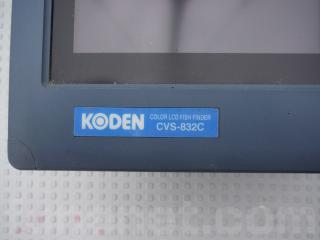 KODEN
COLOR LCD FISH FINDER
CVS-832C